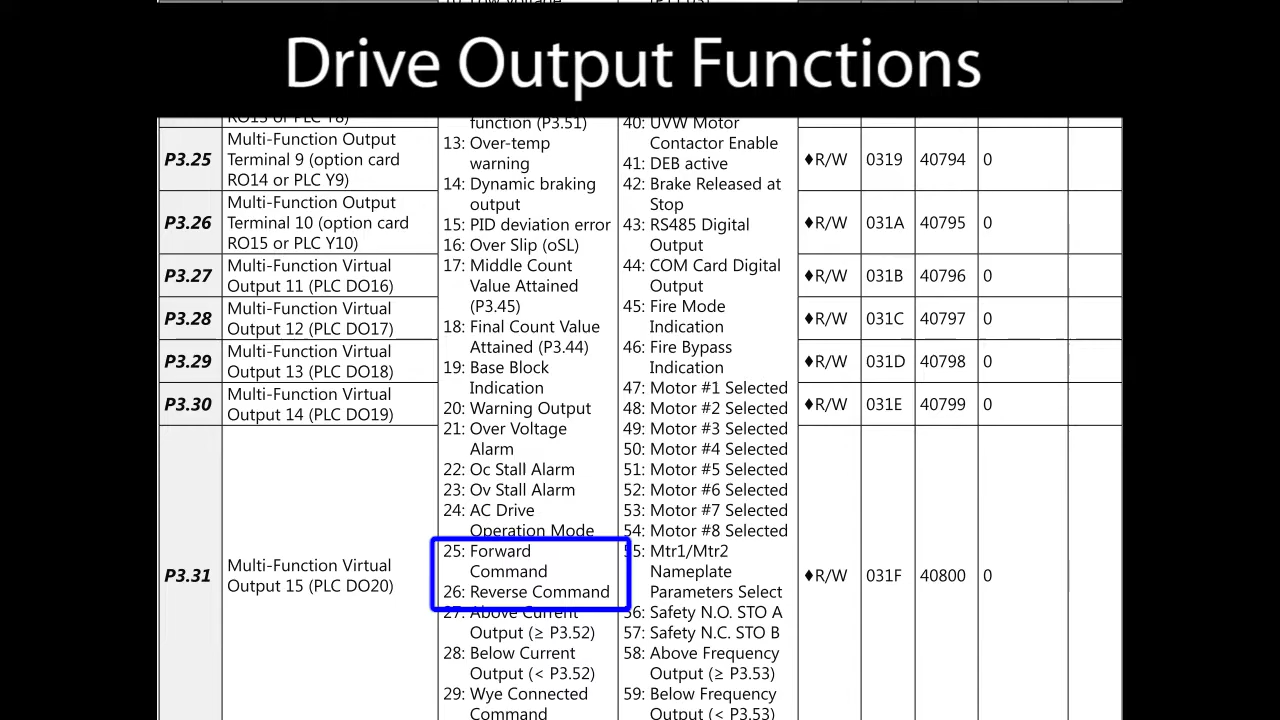 Drive Output Functions
P3.25
Multi-Function Output
Terminal 9 (option card
RO14 or PLC Y9)
♦R/W
0319
40794
0
P3.26
Multi-Function Output
Terminal 10 (option card
RO15 or PLC Y10)
♦R/W
031A
40795
0
P3.27
Multi-Function Virtual
Output 11 (PLC DO16)
♦R/W
031B
40796
0
P3.28
Multi-Function Virtual
Output 12 (PLC DO17)
♦R/W
031C
40797
0
P3.29
Multi-Function Virtual
Output 13 (PLC DO18)
♦R/W
031D
40798
0
P3.30
Multi-Function Virtual
Output 14 (PLC DO19)
♦R/W
031E
40799
0
P3.31
Multi-Function Virtual
Output 15 (PLC DO20)
♦R/W
031F
40800
0
function (P3.51)
13: Over-temp
warning
14: Dynamic braking
output
15: PID deviation error
16: Over Slip (oSL)
17: Middle Count
Value Attained
(P3.45)
18: Final Count Value
Attained (P3.44)
19: Base Block
Indication
20: Warning Output
21: Over Voltage
Alarm
22: Oc Stall Alarm
23: Ov Stall Alarm
24: AC Drive
Operation Mode
25: Forward
Command
26: Reverse Command
27: Above Current
Output (≥ P3.52)
28: Below Current
Output (< P3.52)
29: Wye Connected
Command
40: UVW Motor
Contactor Enable
41: DEB active
42: Brake Released at
Stop
43: RS485 Digital
Output
44: COM Card Digital
Output
45: Fire Mode
Indication
46: Fire Bypass
Indication
47: Motor #1 Selected
48: Motor #2 Selected
49: Motor #3 Selected
50: Motor #4 Selected
51: Motor #5 Selected
52: Motor #6 Selected
53: Motor #7 Selected
54: Motor #8 Selected
55: Mtr1/Mtr2
Nameplate
Parameters Select
56: Safety N.O. STO A
57: Safety N.C. STO B
58: Above Frequency
Output (≥ P3.53)
59: Below Frequency
Output (< P3.53)